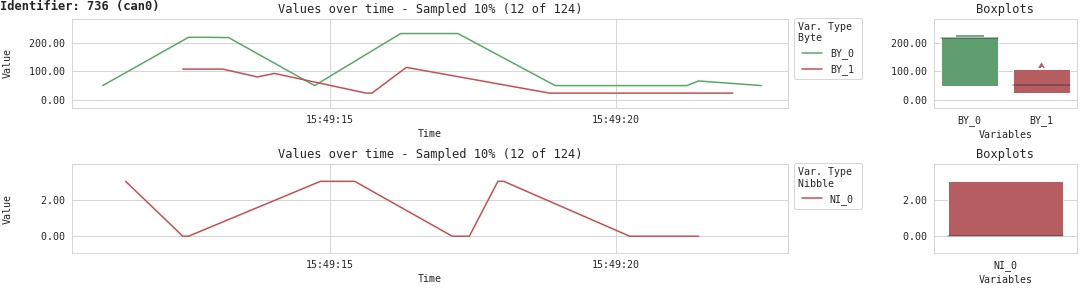 Identifier: 736 (can0)
Values over time - Sampled 10% (12 of 124)
Value
200.00
100.00
0.00
15:49:15
15:49:20
Time
Var. Type
Byte
BY_0
BY_1
Boxplots
200.00
100.00
0.00
BY_0
BY_1
Variables
Values over time - Sampled 10% (12 of 124)
Value
2.00
0.00
15:49:15
15:49:20
Time
Var. Type
Nibble
NI_0
Boxplots
2.00
0.00
NI_0
Variables